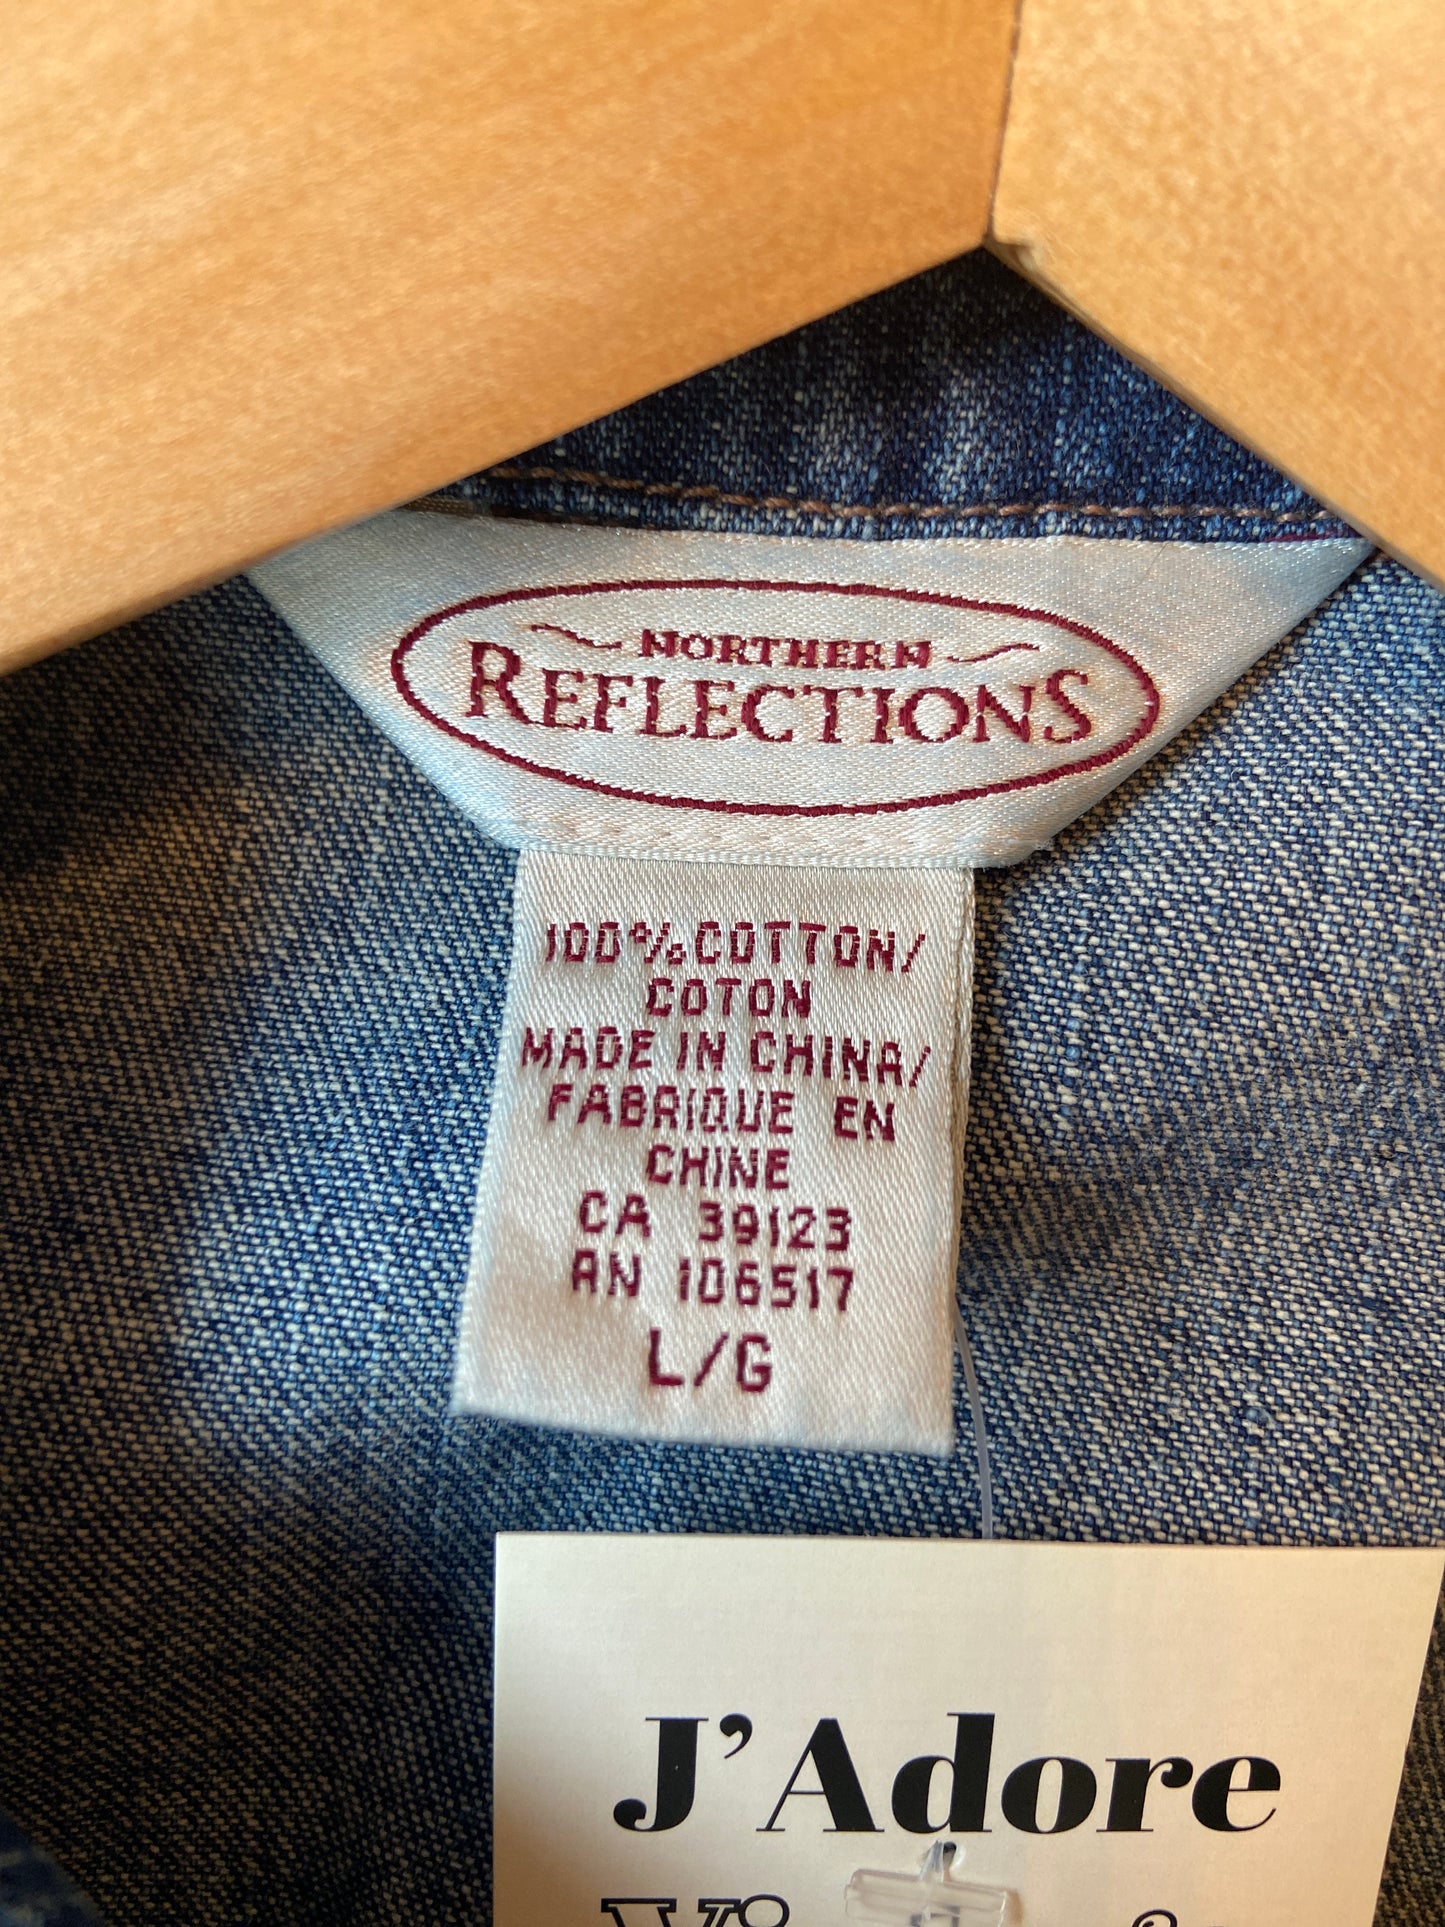 NORTHERN
REFLECTIONS
100% COTTON/
COTON
MADE IN CHINA/
FABRIQUE EN
CHINE
CA 39123
RN 106517
L/G
J'Adore